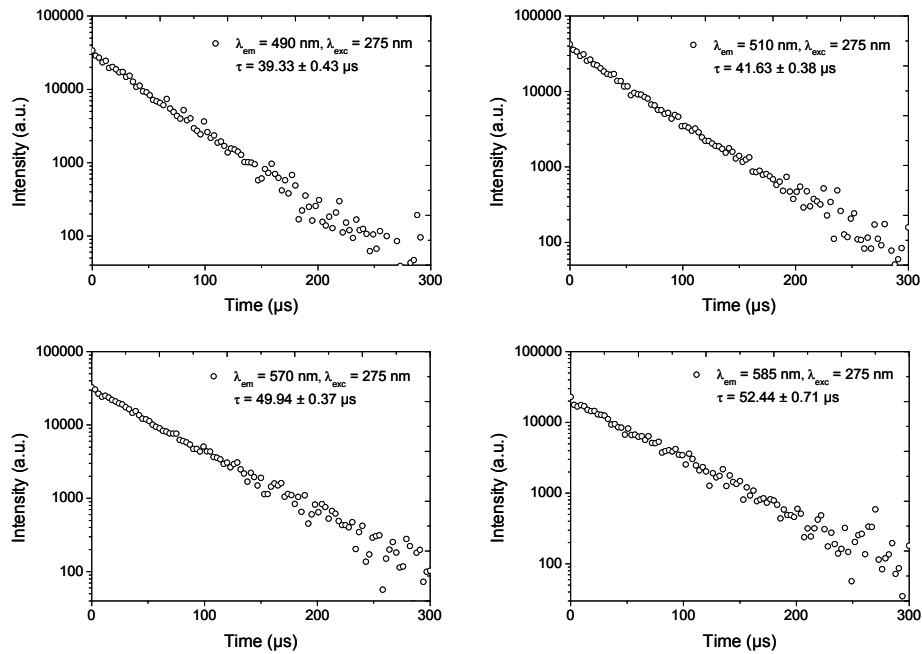 100000
λem = 490 nm, λexc = 275 nm
τ = 39.33 ± 0.43 µs
10000
1000
100
Intensity (a.u.)
0 100 200 300
Time (µs)
100000
λem = 510 nm, λexc = 275 nm
τ = 41.63 ± 0.38 µs
10000
1000
100
Intensity (a.u.)
0 100 200 300
Time (µs)
100000
λem = 570 nm, λexc = 275 nm
τ = 49.94 ± 0.37 µs
10000
1000
100
Intensity (a.u.)
0 100 200 300
Time (µs)
100000
λem = 585 nm, λexc = 275 nm
τ = 52.44 ± 0.71 µs
10000
1000
100
Intensity (a.u.)
0 100 200 300
Time (µs)